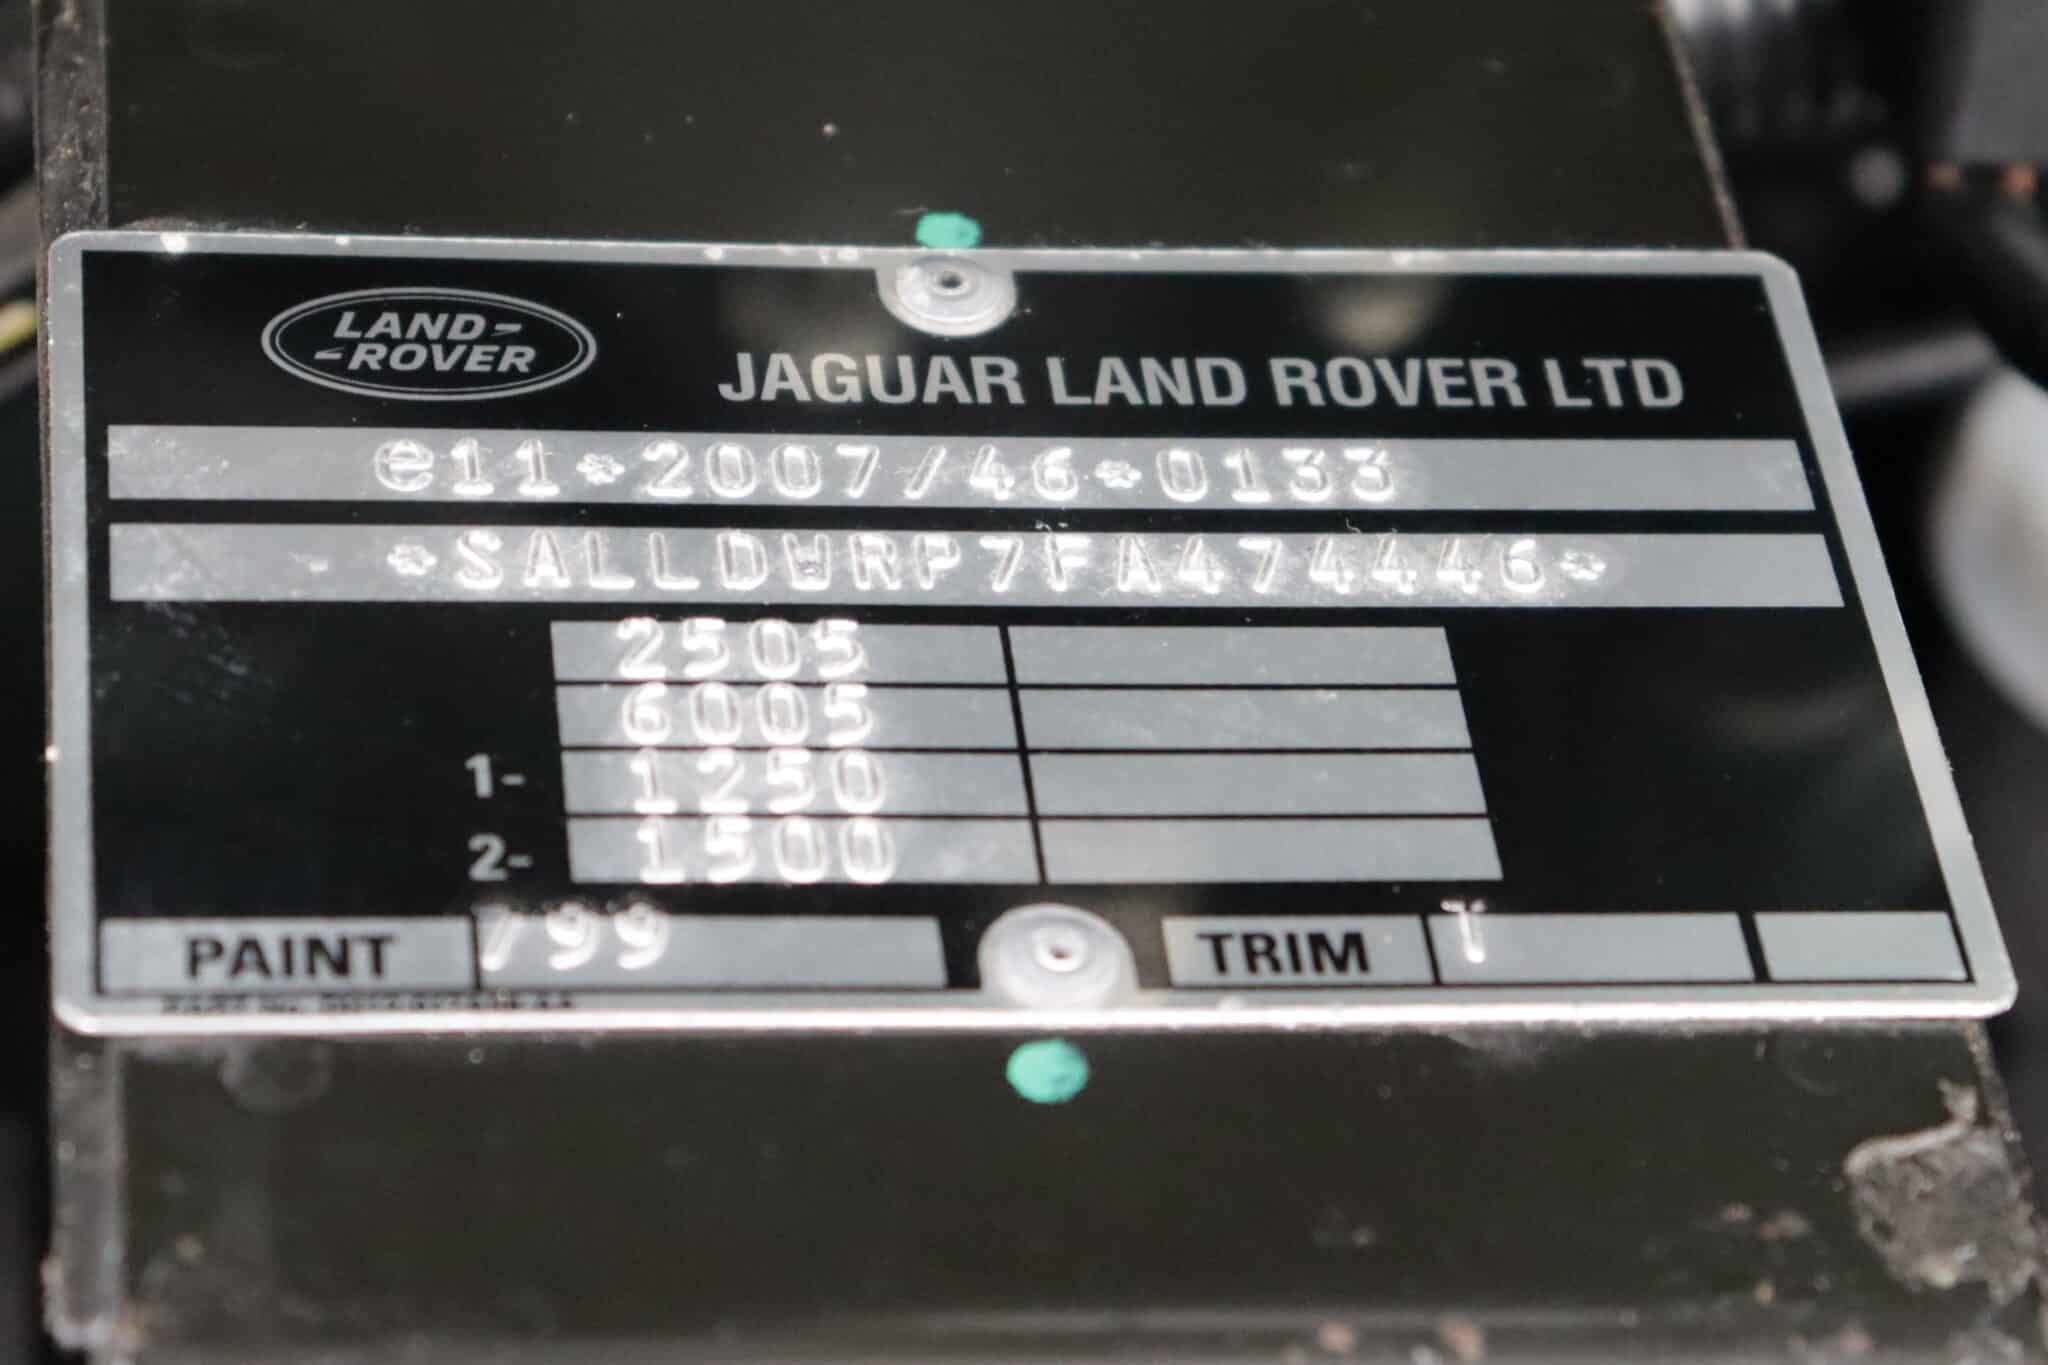 LAND-
-ROVER
JAGUAR LAND ROVER LTD
e11*2007/46*0133
*SALLDWRP7FA474446*
2505
6005
1- 1250
2- 1500
PAINT 799 TRIM T